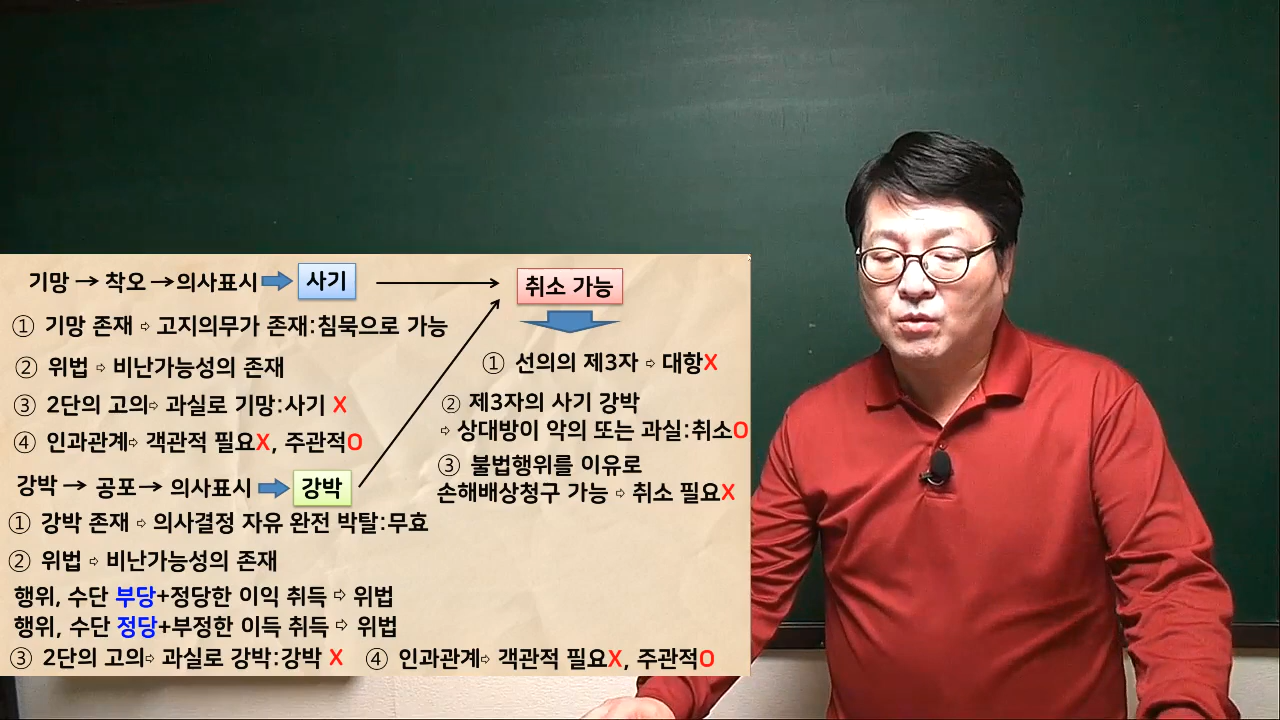 기망 → 착오 → 의사표시 ➡ 사기
① 기망 존재 ⇨ 고지의무가 존재:침묵으로 가능
② 위법 ⇨ 비난가능성의 존재
③ 2단의 고의⇨ 과실로 기망:사기 X
④ 인과관계⇨ 객관적 필요X, 주관적O
강박 → 공포→ 의사표시 ➡ 강박
① 강박 존재 ⇨ 의사결정 자유 완전 박탈:무효
② 위법 ⇨ 비난가능성의 존재
행위, 수단 부당+정당한 이익 취득 ⇨ 위법
행위, 수단 정당+부정한 이득 취득 ⇨ 위법
③ 2단의 고의⇨ 과실로 강박:강박 X ④ 인과관계⇨ 객관적 필요X, 주관적O
취소 가능
① 선의의 제3자 ⇨ 대항X
② 제3자의 사기 강박
⇨ 상대방이 악의 또는 과실:취소O
③ 불법행위를 이유로
손해배상청구 가능 ⇨ 취소 필요X